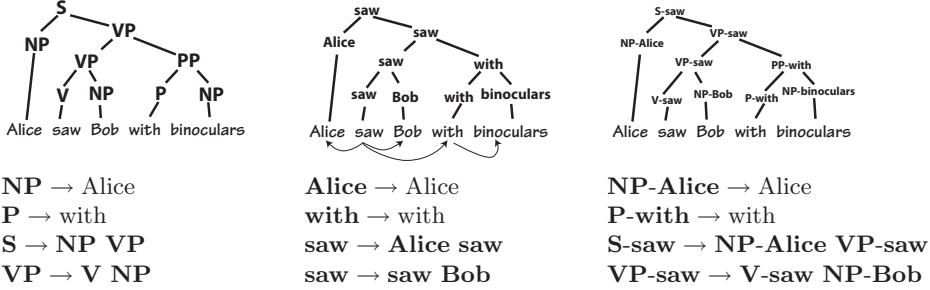 S
NP VP
VP PP
V NP P NP
Alice saw Bob with binoculars
NP → Alice
P → with
S → NP VP
VP → V NP
saw
Alice saw
saw with
saw Bob with binoculars
Alice saw Bob with binoculars
Alice → Alice
with → with
saw → Alice saw
saw → saw Bob
S-saw
NP-Alice VP-saw
VP-saw PP-with
V-saw NP-Bob P-with NP-binoculars
Alice saw Bob with binoculars
NP-Alice → Alice
P-with → with
S-saw → NP-Alice VP-saw
VP-saw → V-saw NP-Bob